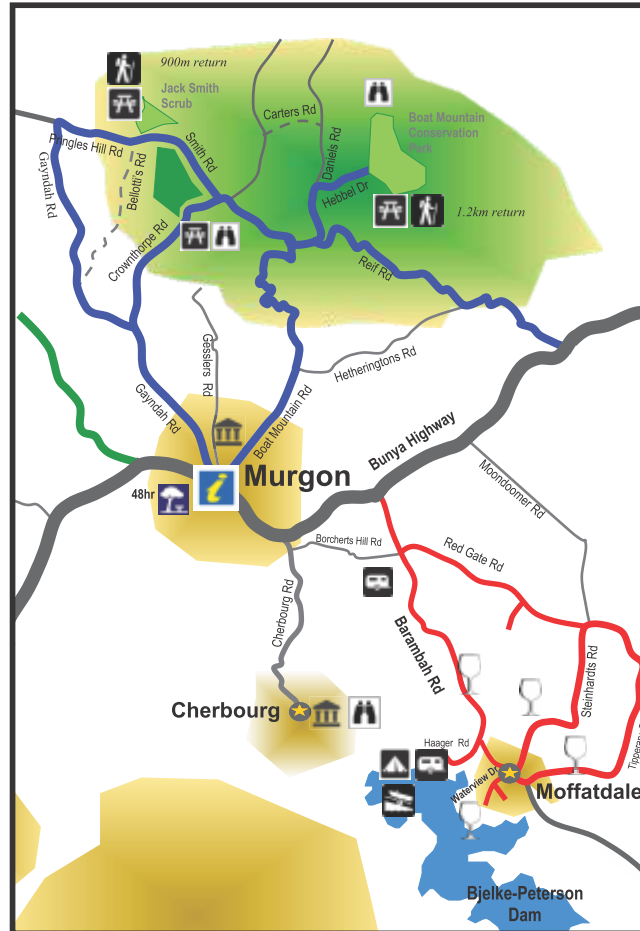 900m return
Jack Smith
Scrub
Carters Rd
Boat Mountain
Conservation
Park
Pringles Hill Rd
Smith Rd
Daniels Rd
Gayndah Rd
Bellotti's Rd
Hebbel Dr
1.2km return
Crownthorpe Rd
Reif Rd
Gesslers Rd
Hetheringtons Rd
Gayndah Rd
Boat Mountain Rd
Bunya Highway
Murgon
i
48hr
Moondoomer Rd
Borcherts Hill Rd
Red Gate Rd
Cherbourg Rd
Barambah Rd
Steinhardts Rd
Cherbourg
Haager Rd
Waterview Dr
Moffatdale
Bjelke-Peterson
Dam